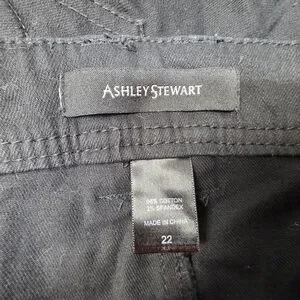 ASHLEY STEWART
98% COTTON
2% SPANDEX
MADE IN CHINA
22